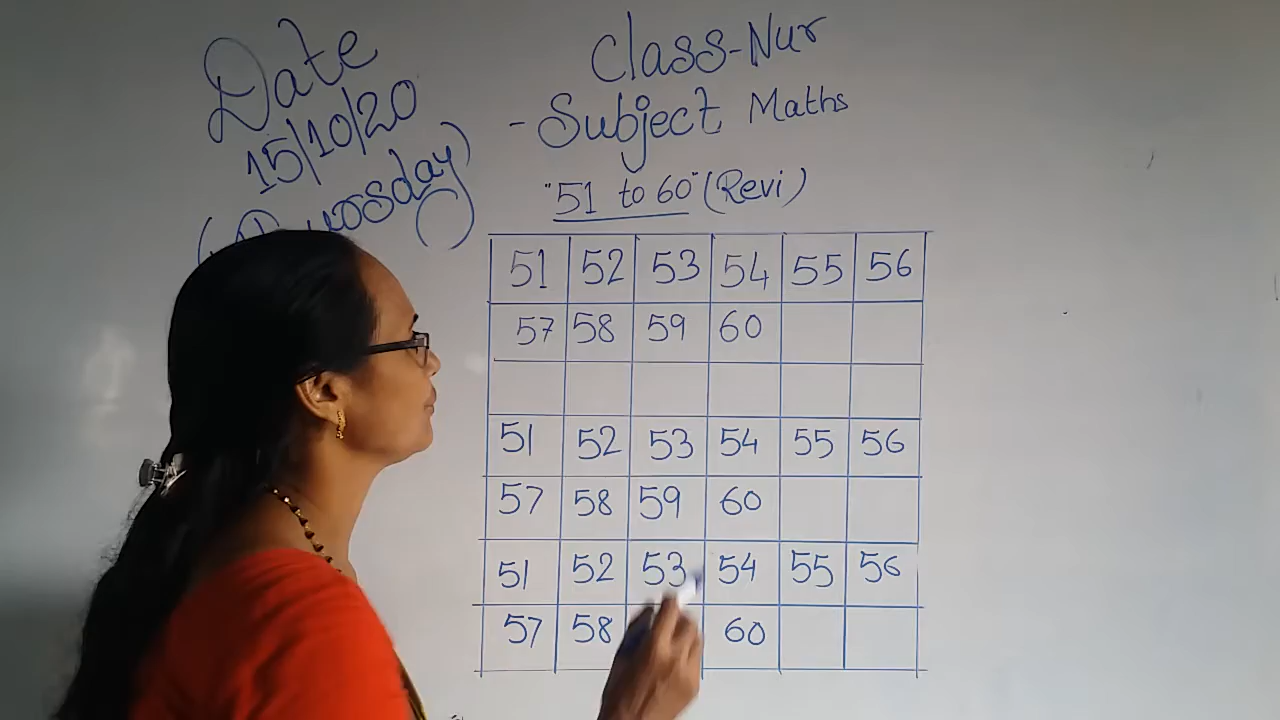 Date
15/10/20
Class-Nur
-Subject Maths
"51 to 60" (Revi)
51 52 53 54 55 56
57 58 59 60
51 52 53 54 55 56
57 58 59 60
51 52 53 54 55 56
57 58 60